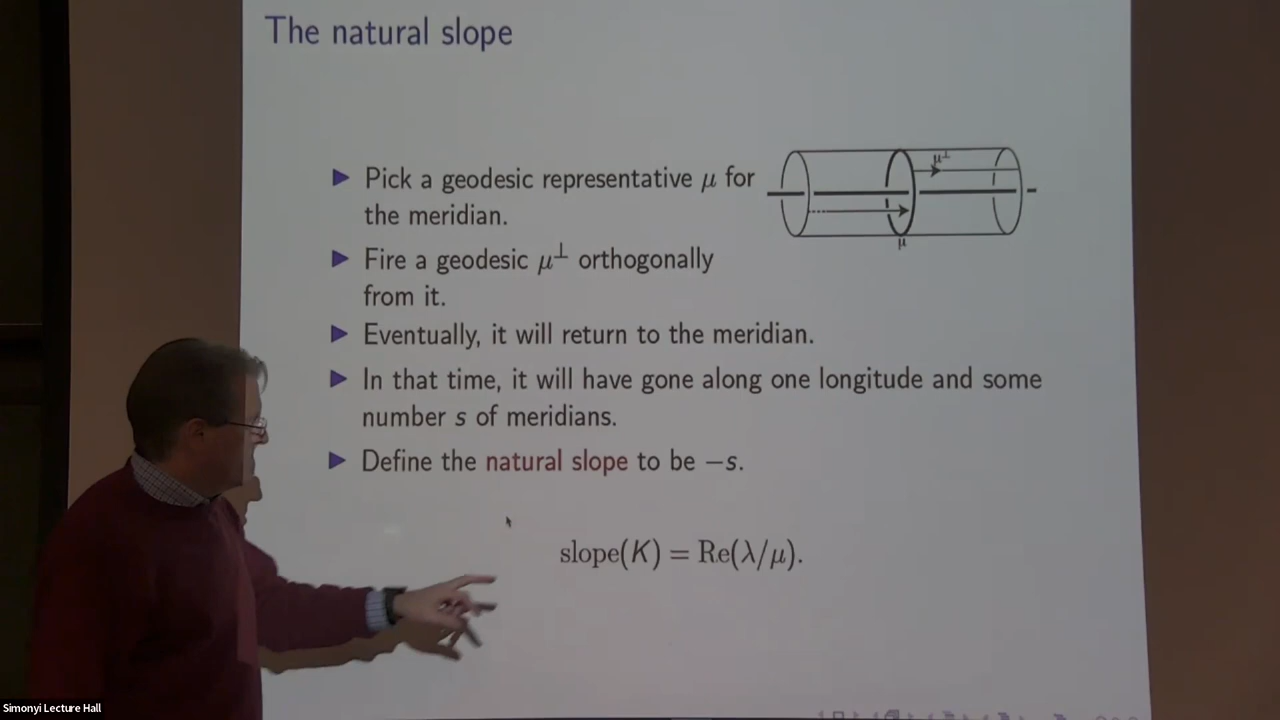 The natural slope
▶ Pick a geodesic representative μ for
the meridian.
μ⊥
μ
▶ Fire a geodesic μ⊥ orthogonally
from it.
▶ Eventually, it will return to the meridian.
▶ In that time, it will have gone along one longitude and some
number s of meridians.
▶ Define the natural slope to be −s.
slope(K) = Re(λ/μ).
Simonyi Lecture Hall